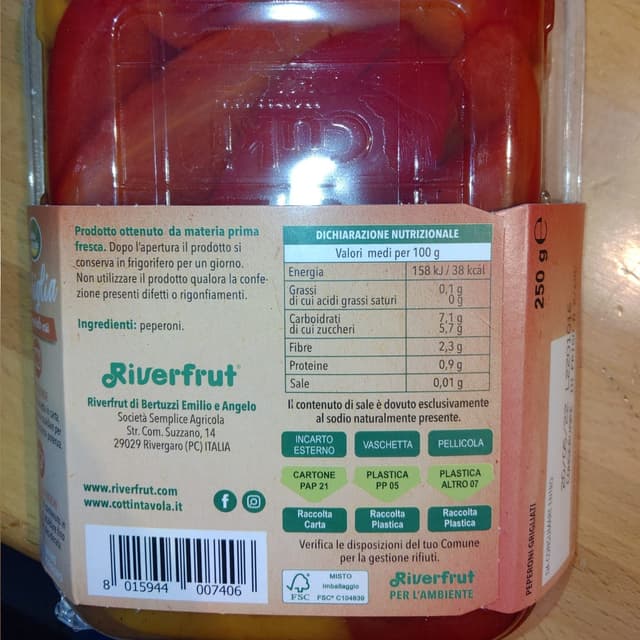 Prodotto ottenuto da materia prima
fresca. Dopo l'apertura il prodotto si
conserva in frigorifero per un giorno.
Non utilizzare il prodotto qualora la confe-
zione presenti difetti o rigonfiamenti.
Ingredienti: peperoni.
Riverfrut
Riverfrut di Bertuzzi Emilio e Angelo
Società Semplice Agricola
Str. Com. Suzzano, 14
29029 Rivergaro (PC) ITALIA
www.riverfrut.com
www.cottintavola.it
8 015944 007406
DICHIARAZIONE NUTRIZIONALE
Valori medi per 100 g
Energia 158 kJ / 38 kcal
Grassi 0,1 g
di cui acidi grassi saturi 0 g
Carboidrati 7,1 g
di cui zuccheri 5,7 g
Fibre 2,3 g
Proteine 0,9 g
Sale 0,01 g
Il contenuto di sale è dovuto esclusivamente
al sodio naturalmente presente.
INCARTO ESTERNO
CARTONE PAP 21
Raccolta Carta
VASCHETTA
PLASTICA PP 05
Raccolta Plastica
PELLICOLA
PLASTICA ALTRO 07
Raccolta Plastica
Verifica le disposizioni del tuo Comune
per la gestione rifiuti.
FSC
MISTO
Imballaggio
FSC® C104839
Riverfrut
PER L'AMBIENTE
250 g e
PEPERONI GRIGLIATI
DA CONSUMARSI ENTRO: